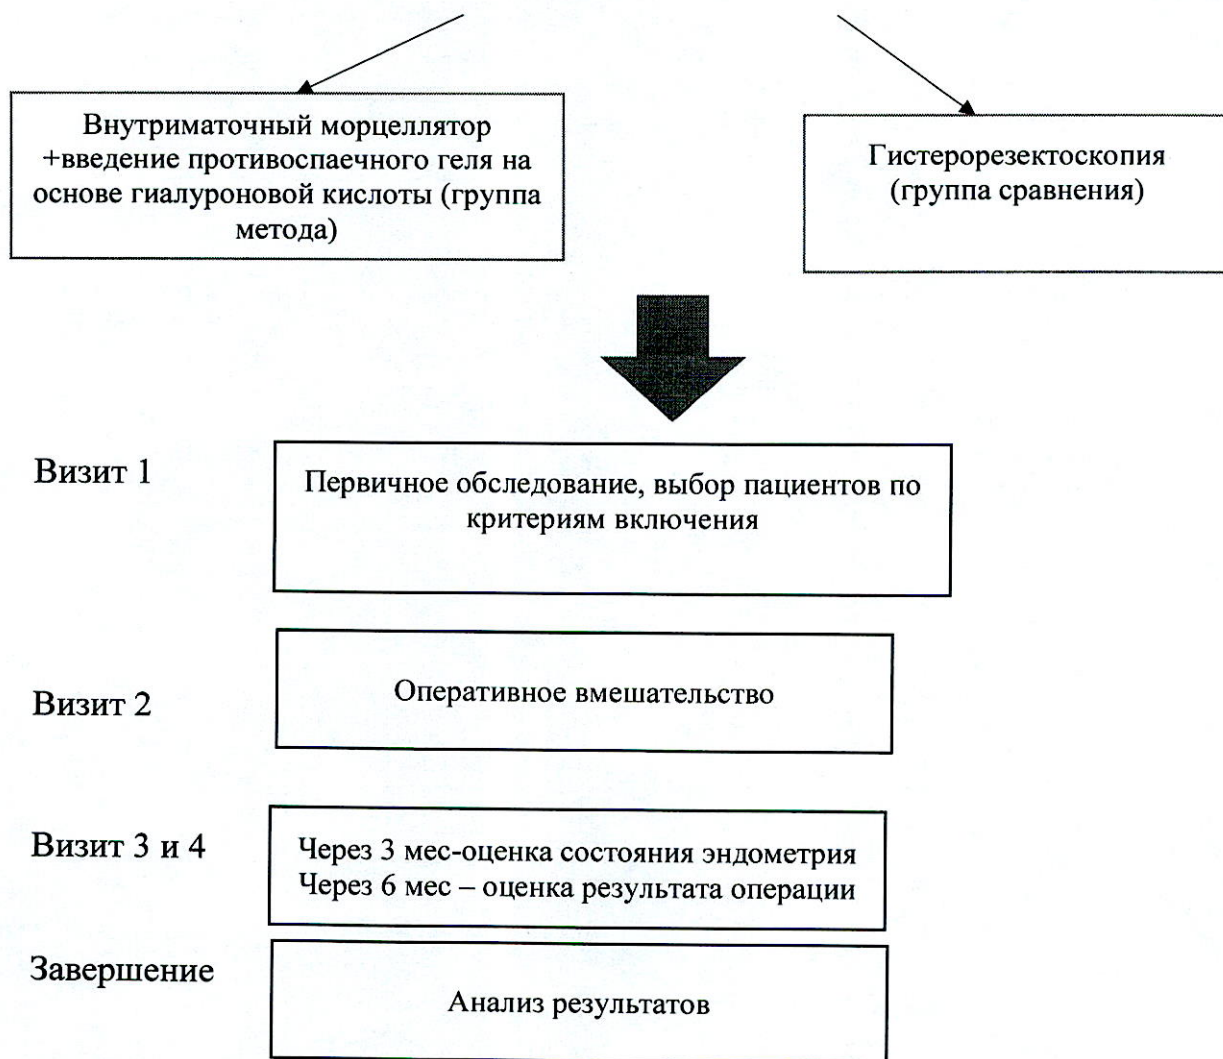 Внутриматочный морцеллятор
+введение противоспаечного геля на
основе гиалуроновой кислоты (группа
метода)
Гистерорезектоскопия
(группа сравнения)
Визит 1
Первичное обследование, выбор пациентов по
критериям включения
Визит 2
Оперативное вмешательство
Визит 3 и 4
Через 3 мес-оценка состояния эндометрия
Через 6 мес – оценка результата операции
Завершение
Анализ результатов